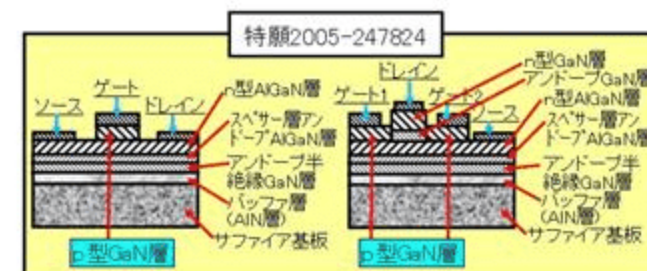 特願2005-247824
ソース
ゲート
ドレイン
n型AlGaN層
スペサー層アン
ドープAlGaN層
アンドープ半
絶縁GaN層
バッファ層
(AlN層)
サファイア基板
p-型GaN層
ゲート1
ドレイン
ゲート2
ソース
n型GaN層
アンドープGaN層
n型AlGaN層
スペサー層アン
ドープAlGaN層
アンドープ半
絶縁GaN層
バッファ層
(AlN層)
サファイア基板
p-型GaN層